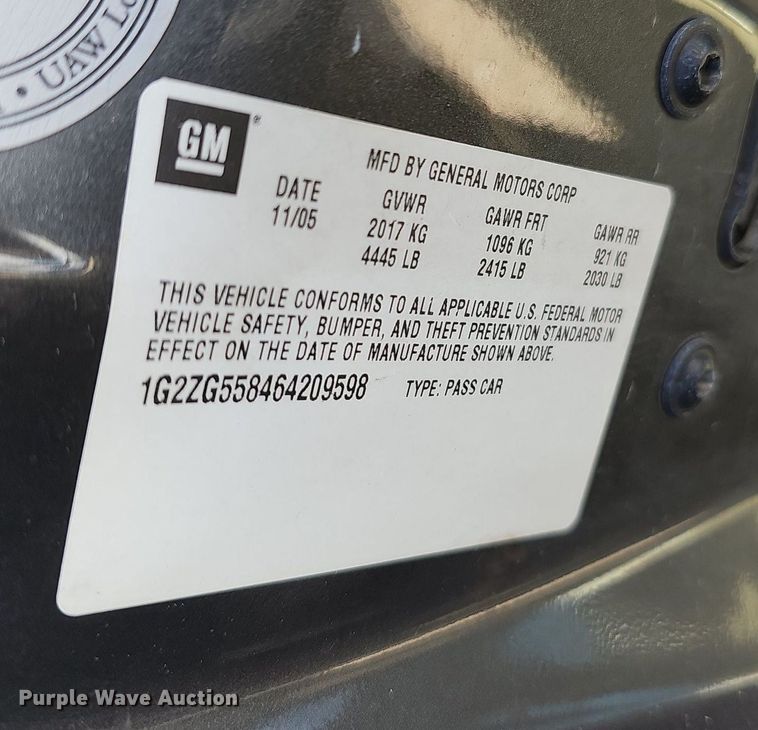 • UAW Lo
GM®
MFD BY GENERAL MOTORS CORP
DATE GVWR GAWR FRT GAWR RR
11/05 2017 KG 1096 KG 921 KG
4445 LB 2415 LB 2030 LB
THIS VEHICLE CONFORMS TO ALL APPLICABLE U.S. FEDERAL MOTOR
VEHICLE SAFETY, BUMPER, AND THEFT PREVENTION STANDARDS IN
EFFECT ON THE DATE OF MANUFACTURE SHOWN ABOVE.
1G2ZG558464209598 TYPE: PASS CAR
Purple Wave Auction